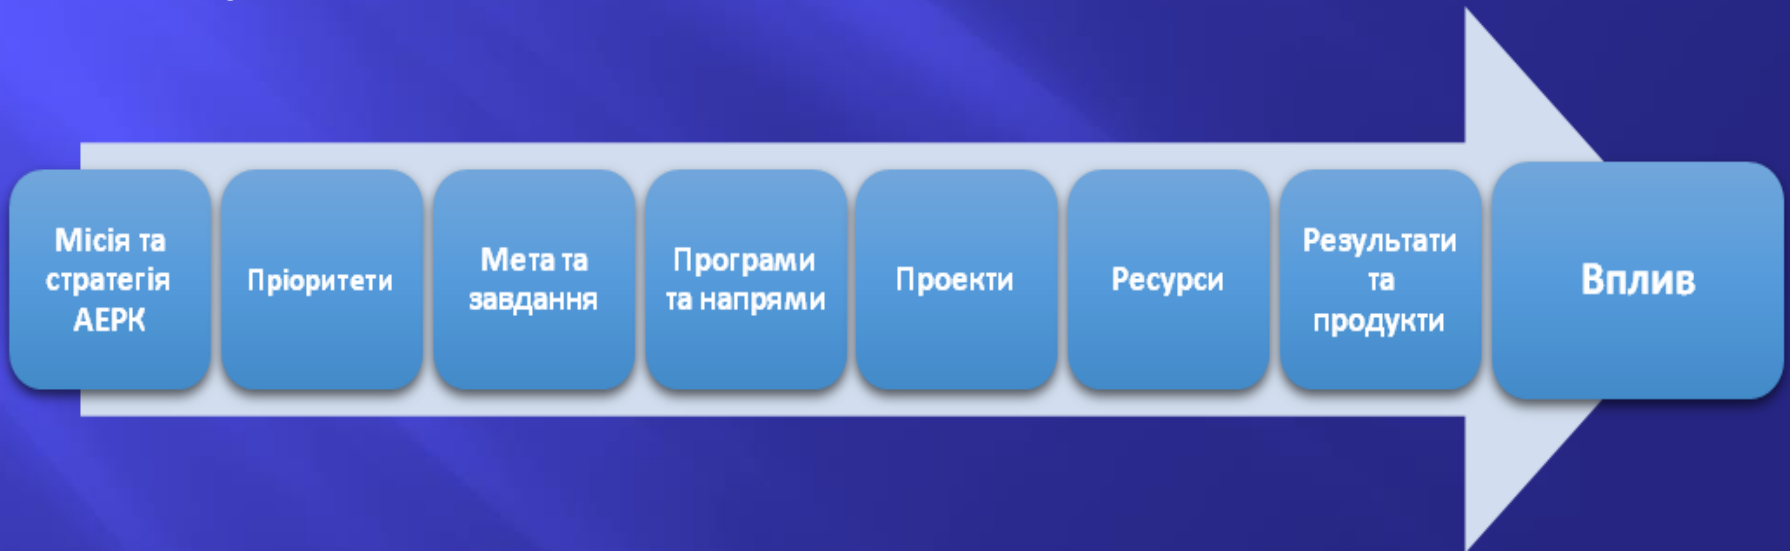 Місія та
стратегія
АЕРК
Пріоритети
Мета та
завдання
Програми
та напрями
Проекти
Ресурси
Результати
та
продукти
Вплив